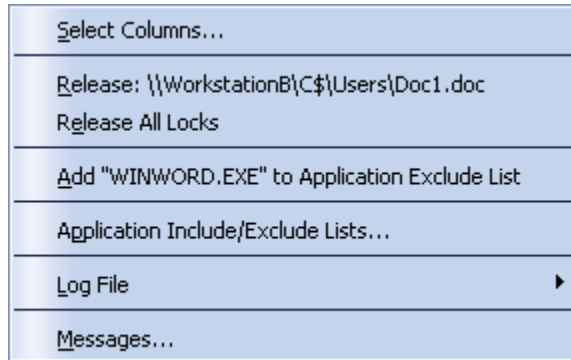 Select Columns...
Release: \\WorkstationB\C$\Users\Doc1.doc
Release All Locks
Add "WINWORD.EXE" to Application Exclude List
Application Include/Exclude Lists...
Log File
Messages...